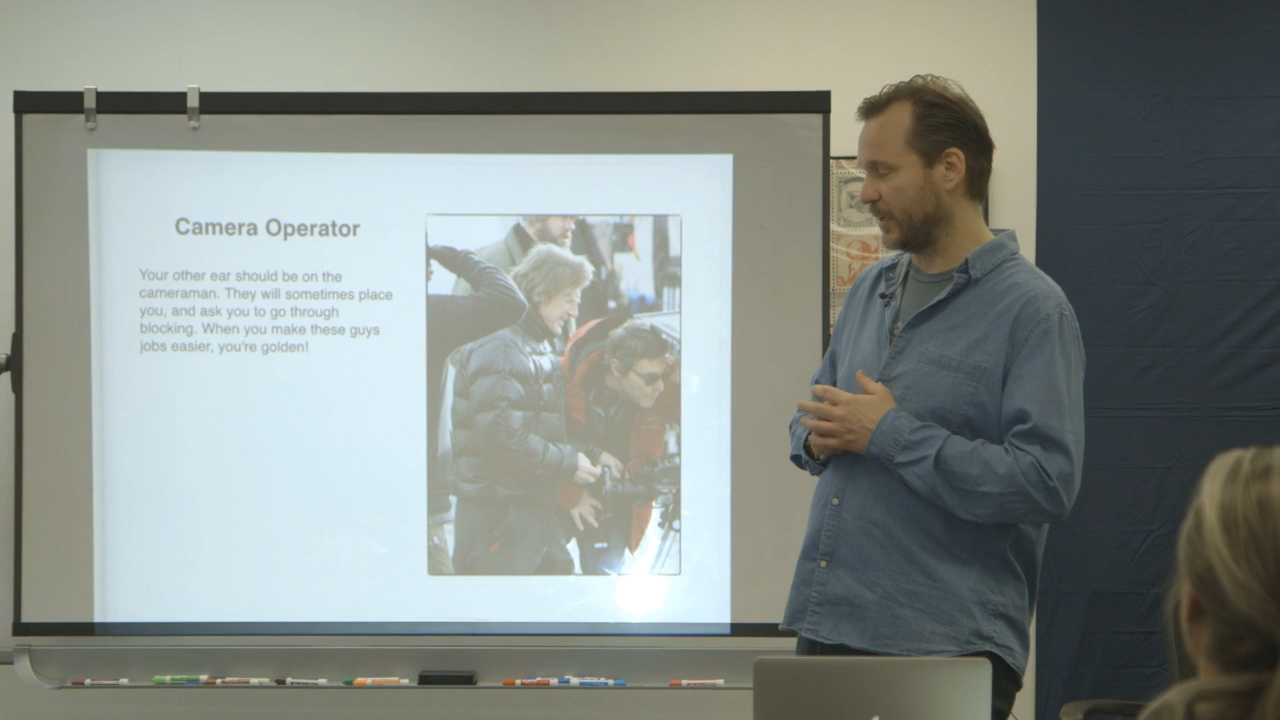 Camera Operator
Your other ear should be on the
cameraman. They will sometimes place
you, and ask you to go through
blocking. When you make these guys
jobs easier, you're golden!